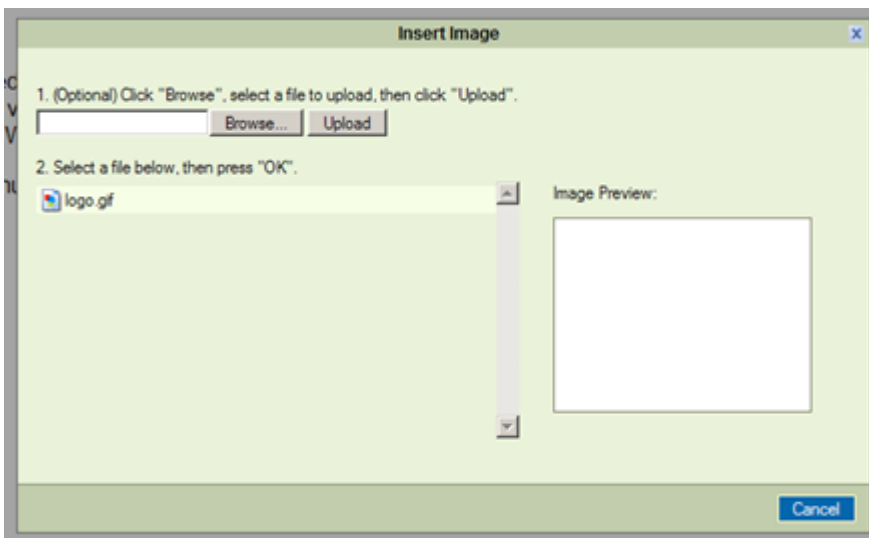 Insert Image
x
1. (Optional) Click "Browse", select a file to upload, then click "Upload".
Browse... Upload
2. Select a file below, then press "OK".
logo.gif
Image Preview:
Cancel